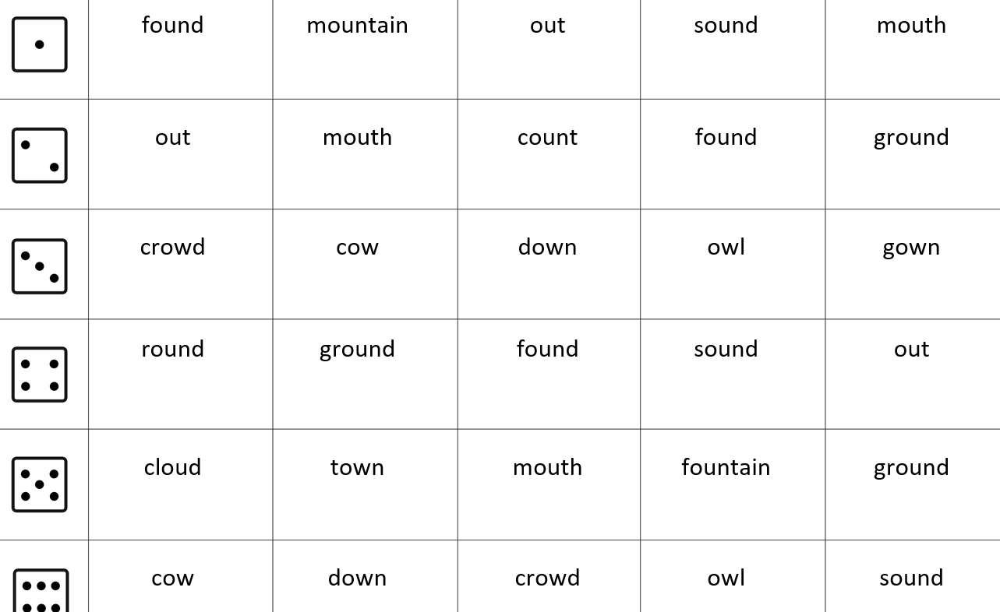 found mountain out sound mouth
out mouth count found ground
crowd cow down owl gown
round ground found sound out
cloud town mouth fountain ground
cow down crowd owl sound